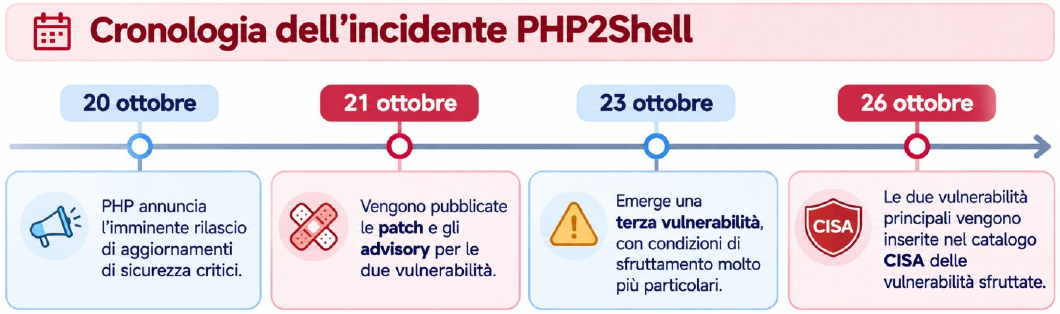 Cronologia dell'incidente PHP2Shell
20 ottobre
PHP annuncia
l'imminente rilascio
di aggiornamenti
di sicurezza critici.
21 ottobre
Vengono pubblicate
le patch e gli
advisory per le
due vulnerabilità.
23 ottobre
Emerge una
terza vulnerabilità,
con condizioni di
sfruttamento molto
più particolari.
26 ottobre
CISA
Le due vulnerabilità
principali vengono
inserite nel catalogo
CISA delle
vulnerabilità sfruttate.